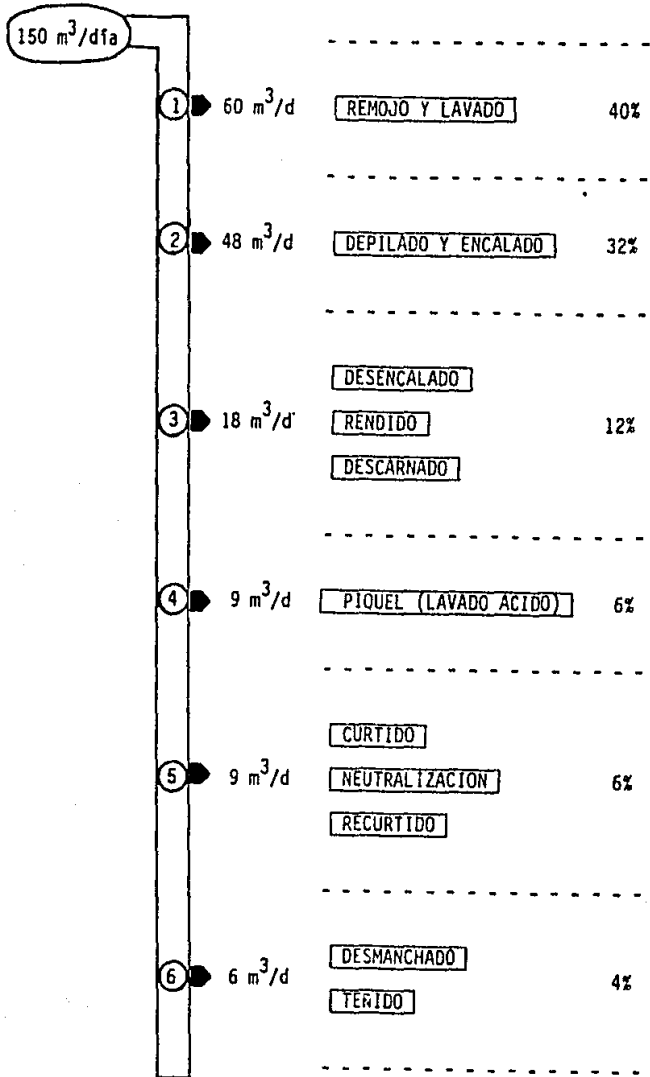 150 m³/día
1 60 m³/d REMOJO Y LAVADO 40%
2 48 m³/d DEPILADO Y ENCALADO 32%
DESENCALADO
3 18 m³/d RENDIDO 12%
DESCARNADO
4 9 m³/d PIQUEL (LAVADO ACIDO) 6%
CURTIDO
5 9 m³/d NEUTRALIZACION 6%
RECURTIDO
DESMANCHADO
6 6 m³/d 4%
TEÑIDO